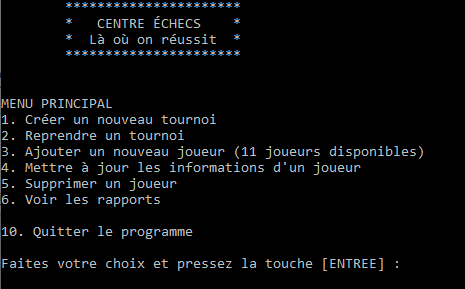 **********************
*   CENTRE ÉCHECS    *
*  Là où on réussit  *
**********************
MENU PRINCIPAL
1. Créer un nouveau tournoi
2. Reprendre un tournoi
3. Ajouter un nouveau joueur (11 joueurs disponibles)
4. Mettre à jour les informations d'un joueur
5. Supprimer un joueur
6. Voir les rapports
10. Quitter le programme
Faites votre choix et pressez la touche [ENTREE] :